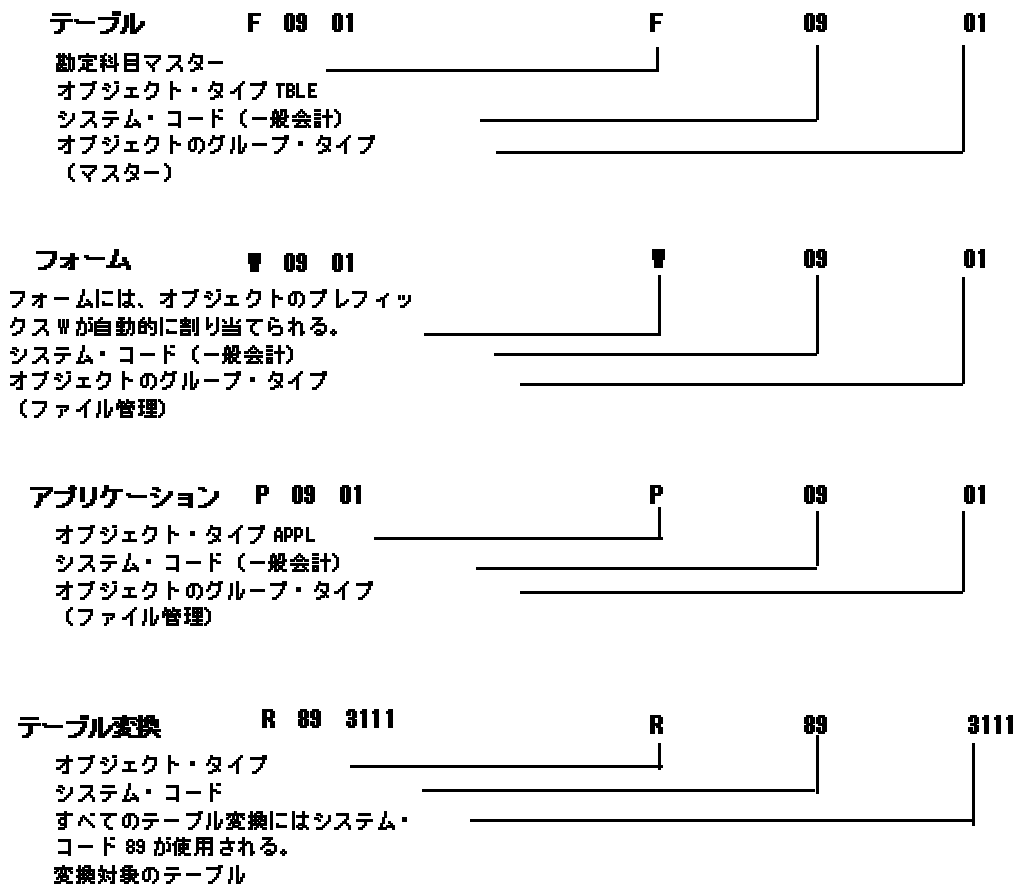 テーブル F 09 01 F 09 01
勘定科目マスター
オブジェクト・タイプ TBLE
システム・コード（一般会計）
オブジェクトのグループ・タイプ
（マスター）
フォーム W 09 01 W 09 01
フォームには、オブジェクトのプレフィッ
クス W が自動的に割り当てられる。
システム・コード（一般会計）
オブジェクトのグループ・タイプ
（ファイル管理）
アプリケーション P 09 01 P 09 01
オブジェクト・タイプ APPL
システム・コード（一般会計）
オブジェクトのグループ・タイプ
（ファイル管理）
テーブル変換 R 89 3111 R 89 3111
オブジェクト・タイプ
システム・コード
すべてのテーブル変換にはシステム・
コード 89 が使用される。
変換対象のテーブル